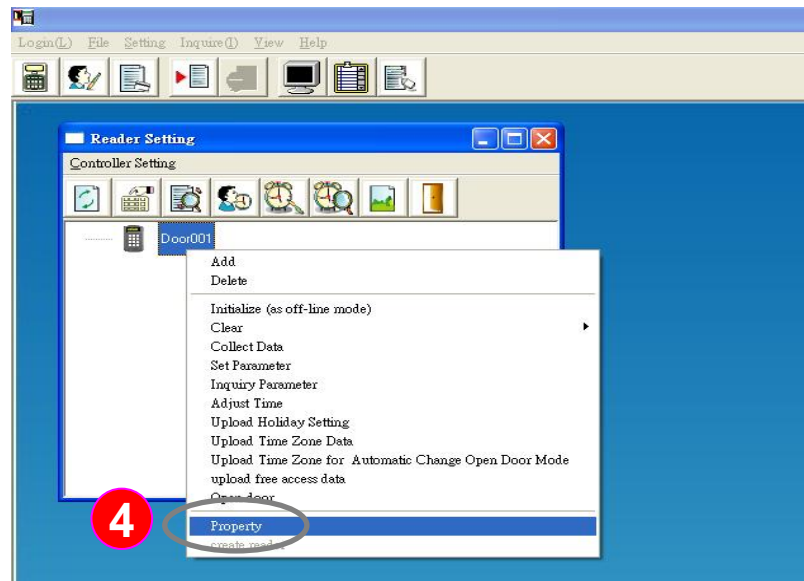 Login(L) File Setting Inquire(I) View Help
Reader Setting
Controller Setting
Door001
Add
Delete
Initialize (as off-line mode)
Clear
Collect Data
Set Parameter
Inquiry Parameter
Adjust Time
Upload Holiday Setting
Upload Time Zone Data
Upload Time Zone for Automatic Change Open Door Mode
upload free access data
Open door
4
Property
create reader